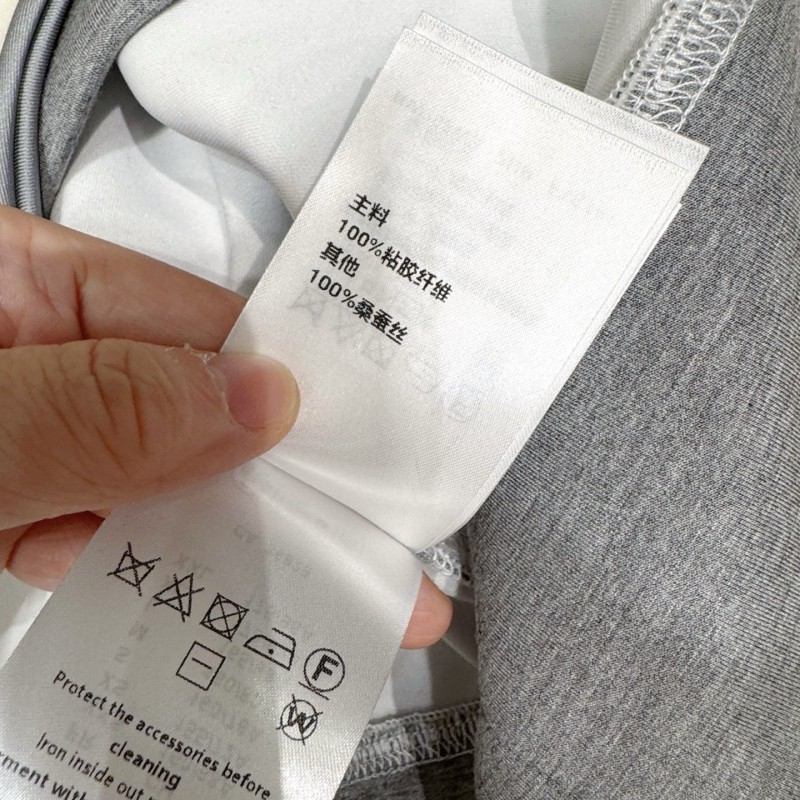 主料
100%粘胶纤维
其他
100%桑蚕丝
F
W
Protect the accessories before
cleaning
Iron inside out